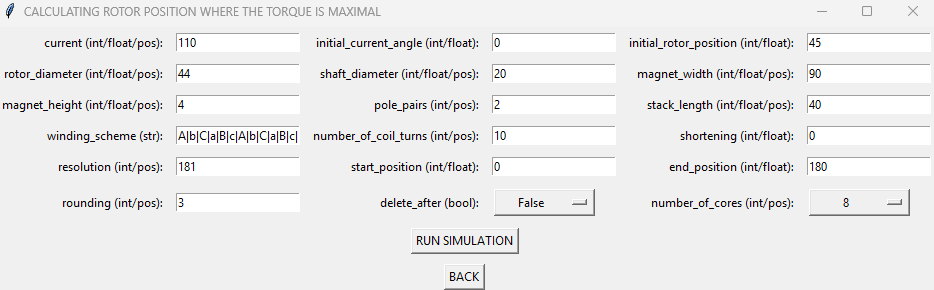 CALCULATING ROTOR POSITION WHERE THE TORQUE IS MAXIMAL
current (int/float/pos): 110 initial_current_angle (int/float): 0 initial_rotor_position (int/float): 45
rotor_diameter (int/float/pos): 44 shaft_diameter (int/float/pos): 20 magnet_width (int/float/pos): 90
magnet_height (int/float/pos): 4 pole_pairs (int/pos): 2 stack_length (int/float/pos): 40
winding_scheme (str): A|b|C|a|B|c|A|b|C|a|B|c| number_of_coil_turns (int/pos): 10 shortening (int/float): 0
resolution (int/pos): 181 start_position (int/float): 0 end_position (int/float): 180
rounding (int/pos): 3 delete_after (bool): False number_of_cores (int/pos): 8
RUN SIMULATION
BACK